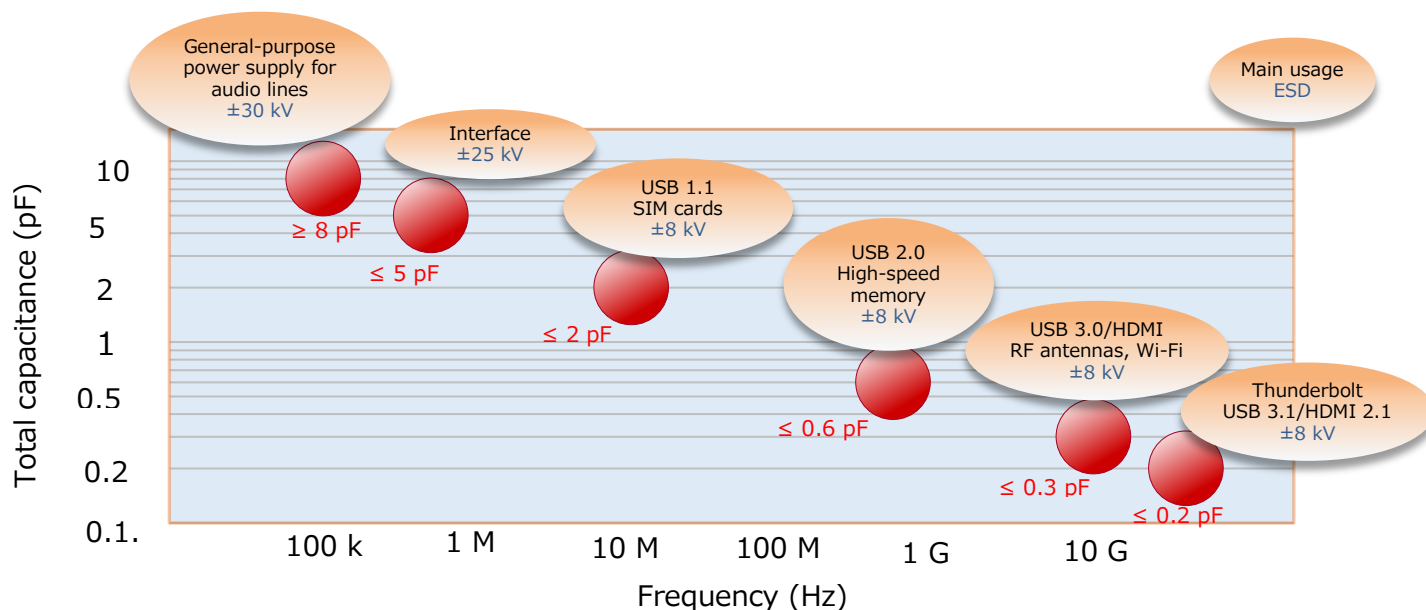 General-purpose
power supply for
audio lines
±30 kV
Main usage
ESD
Interface
±25 kV
USB 1.1
SIM cards
±8 kV
USB 2.0
High-speed
memory
±8 kV
USB 3.0/HDMI
RF antennas, Wi-Fi
±8 kV
Thunderbolt
USB 3.1/HDMI 2.1
±8 kV
≥ 8 pF
≤ 5 pF
≤ 2 pF
≤ 0.6 pF
≤ 0.3 pF
≤ 0.2 pF
Total capacitance (pF)
10
5
2
1
0.5
0.2
0.1.
100 k
1 M
10 M
100 M
1 G
10 G
Frequency (Hz)